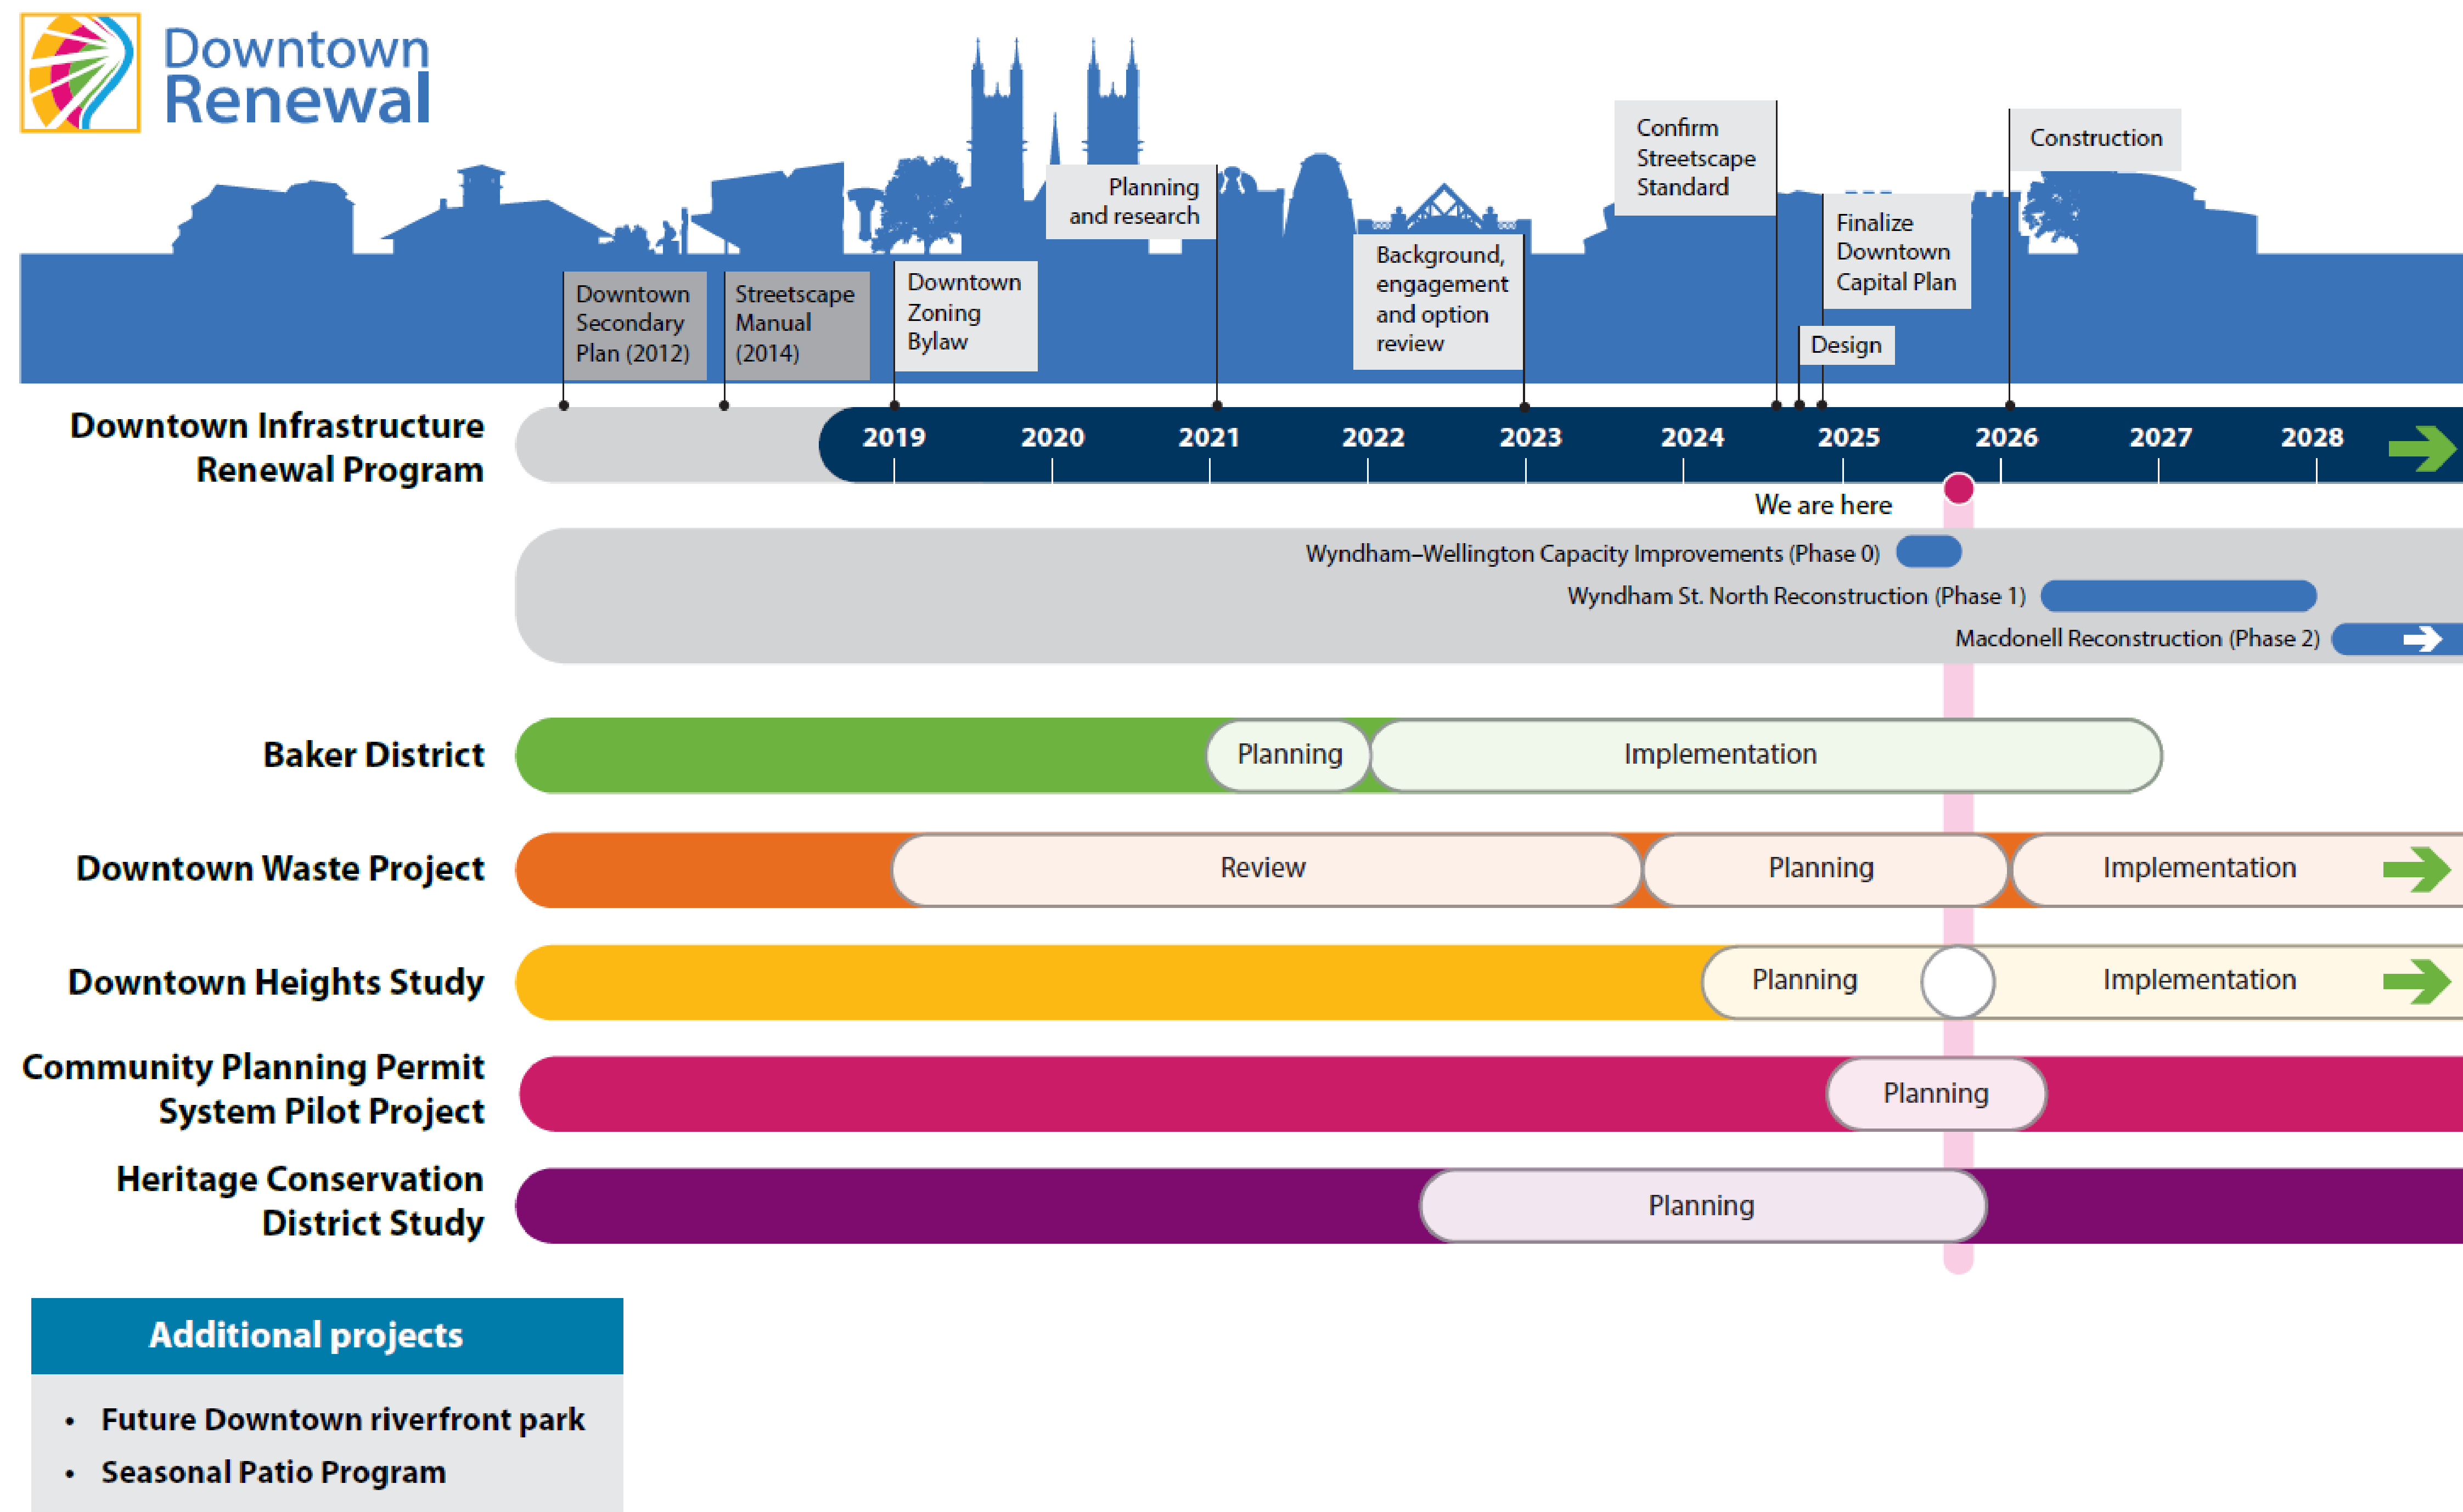 Downtown
Renewal
Confirm
Streetscape
Standard
Construction
Planning
and research
Finalize
Downtown
Capital Plan
Background,
engagement
and option
review
Downtown
Zoning
Bylaw
Downtown
Secondary
Plan (2012)
Streetscape
Manual
(2014)
Design
Downtown Infrastructure
Renewal Program
2019 2020 2021 2022 2023 2024 2025 2026 2027 2028
We are here
Wyndham–Wellington Capacity Improvements (Phase 0)
Wyndham St. North Reconstruction (Phase 1)
Macdonell Reconstruction (Phase 2)
Baker District
Planning
Implementation
Downtown Waste Project
Review
Planning
Implementation
Downtown Heights Study
Planning
Implementation
Community Planning Permit
System Pilot Project
Planning
Heritage Conservation
District Study
Planning
Additional projects
• Future Downtown riverfront park
• Seasonal Patio Program